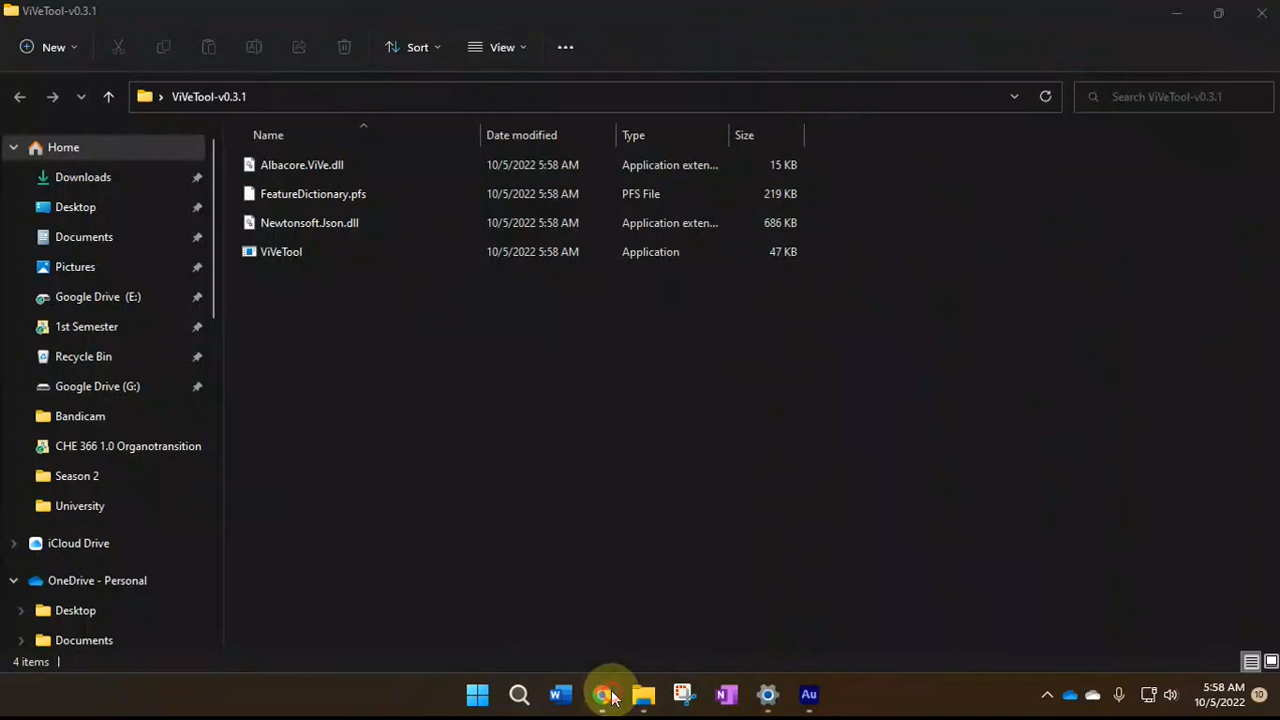 ViVeTool-v0.3.1
New Sort View
ViVeTool-v0.3.1 Search ViVeTool-v0.3.1
Name Date modified Type Size
Albacore.ViVe.dll 10/5/2022 5:58 AM Application exten... 15 KB
FeatureDictionary.pfs 10/5/2022 5:58 AM PFS File 219 KB
Newtonsoft.Json.dll 10/5/2022 5:58 AM Application exten... 686 KB
ViVeTool 10/5/2022 5:58 AM Application 47 KB
Home
Downloads
Desktop
Documents
Pictures
Google Drive (E:)
1st Semester
Recycle Bin
Google Drive (G:)
Bandicam
CHE 366 1.0 Organotransition
Season 2
University
iCloud Drive
OneDrive - Personal
Desktop
Documents
4 items
W
N
Au
5:58 AM
10/5/2022
10